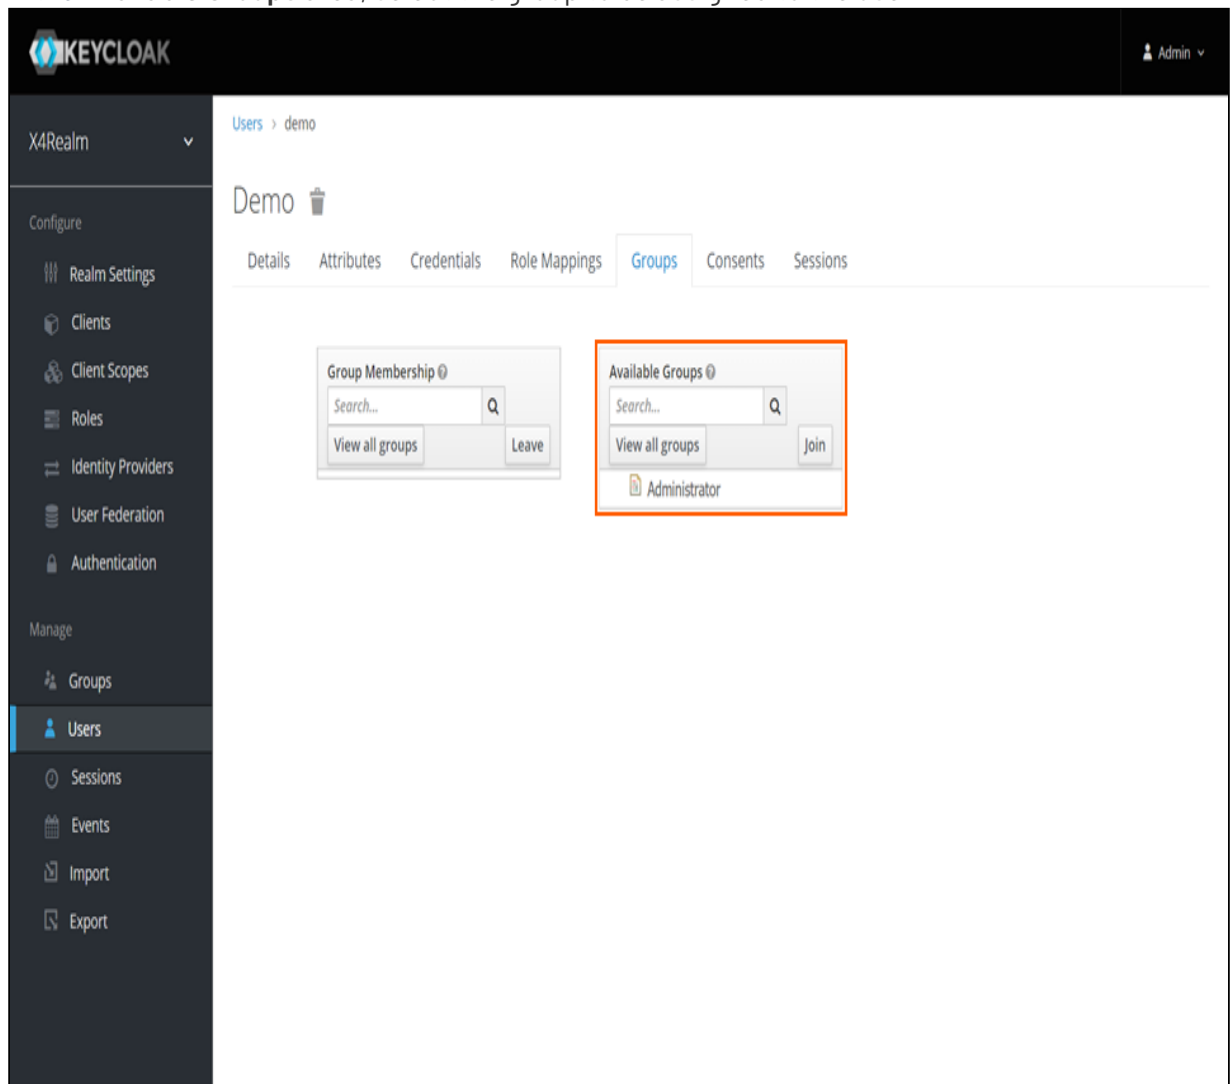 KEYCLOAK
Admin
X4Realm
Users > demo
Demo
Configure
Details Attributes Credentials Role Mappings Groups Consents Sessions
Realm Settings
Clients
Client Scopes
Roles
Identity Providers
User Federation
Authentication
Group Membership
Search...
View all groups Leave
Available Groups
Search...
View all groups Join
Administrator
Manage
Groups
Users
Sessions
Events
Import
Export